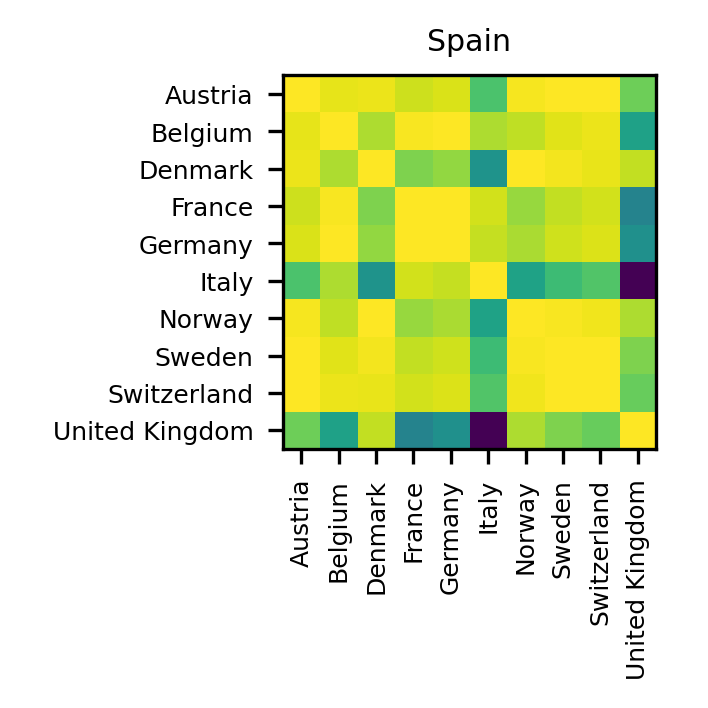 Spain
Austria
Belgium
Denmark
France
Germany
Italy
Norway
Sweden
Switzerland
United Kingdom
Austria
Belgium
Denmark
France
Germany
Italy
Norway
Sweden
Switzerland
United Kingdom